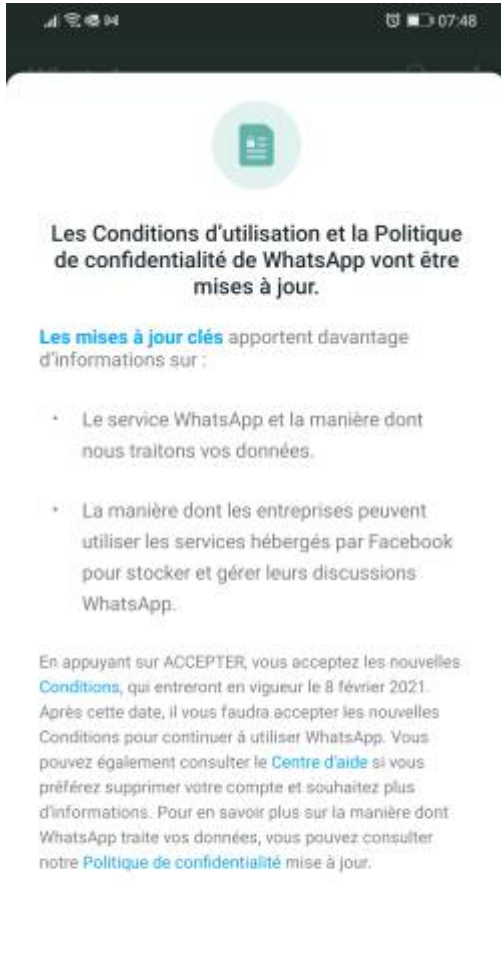 07:48
Les Conditions d'utilisation et la Politique
de confidentialité de WhatsApp vont être
mises à jour.
Les mises à jour clés apportent davantage
d'informations sur :
· Le service WhatsApp et la manière dont
nous traitons vos données.
· La manière dont les entreprises peuvent
utiliser les services hébergés par Facebook
pour stocker et gérer leurs discussions
WhatsApp.
En appuyant sur ACCEPTER, vous acceptez les nouvelles
Conditions, qui entreront en vigueur le 8 février 2021.
Après cette date, il vous faudra accepter les nouvelles
Conditions pour continuer à utiliser WhatsApp. Vous
pouvez également consulter le Centre d'aide si vous
préférez supprimer votre compte et souhaitez plus
d'informations. Pour en savoir plus sur la manière dont
WhatsApp traite vos données, vous pouvez consulter
notre Politique de confidentialité mise à jour.